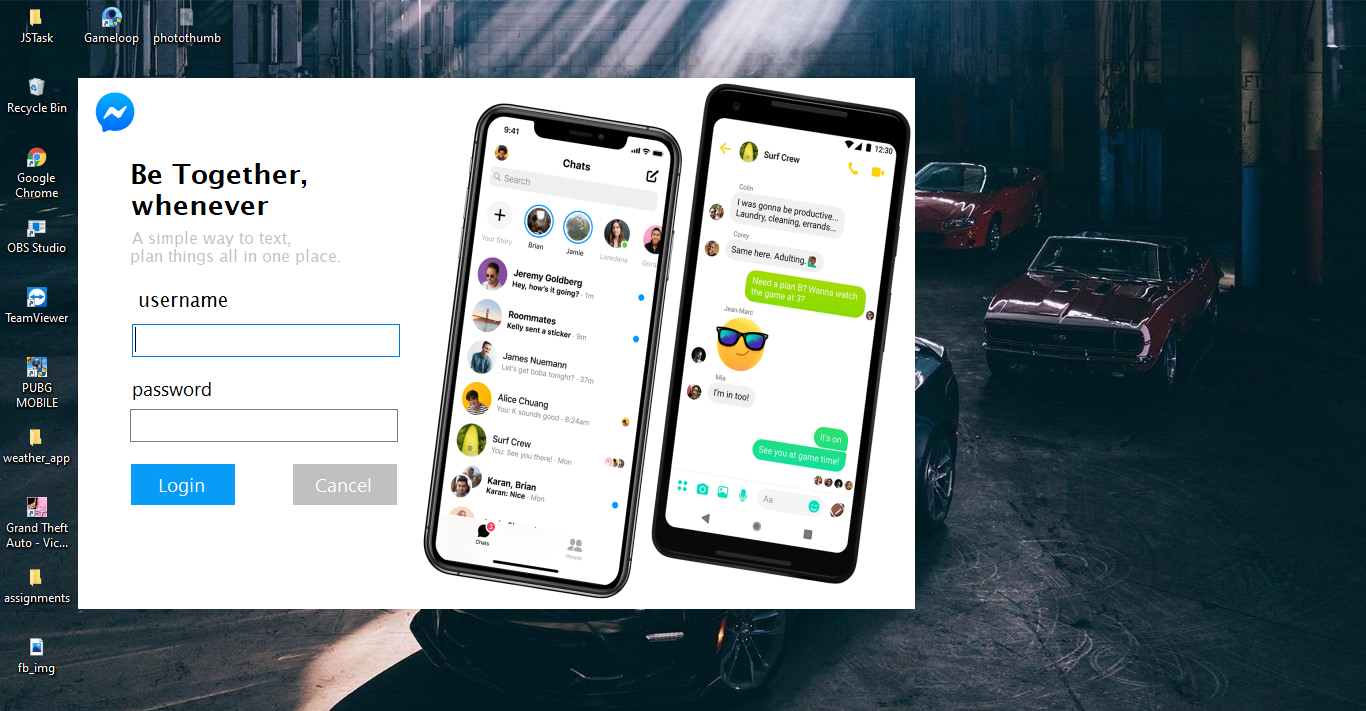 JSTask
Gameloop
photothumb
Recycle Bin
Google
Chrome
OBS Studio
TeamViewer
PUBG
MOBILE
weather_app
Grand Theft
Auto - Vic...
assignments
fb_img
Be Together,
whenever
A simple way to text,
plan things all in one place.
username
password
Login
Cancel
9:41
Chats
Search
Your Story
Brian
Jamie
Loredana
Gord
Jeremy Goldberg
Hey, how's it going? · 1m
Roommates
Kelly sent a sticker · 9m
James Nuemann
Let's get boba tonight? · 37m
Alice Chuang
You: K sounds good · 8:24am
Surf Crew
You: See you there! · Mon
Karan, Brian
Karan: Nice · Mon
3
Chats
People
12:30
Surf Crew
Colin
I was gonna be productive...
Laundry, cleaning, errands...
Corey
Same here. Adulting.
Need a plan B? Wanna watch
the game at 3?
Jean-Marc
Mia
I'm in too!
It's on
See you at game time!
Aa